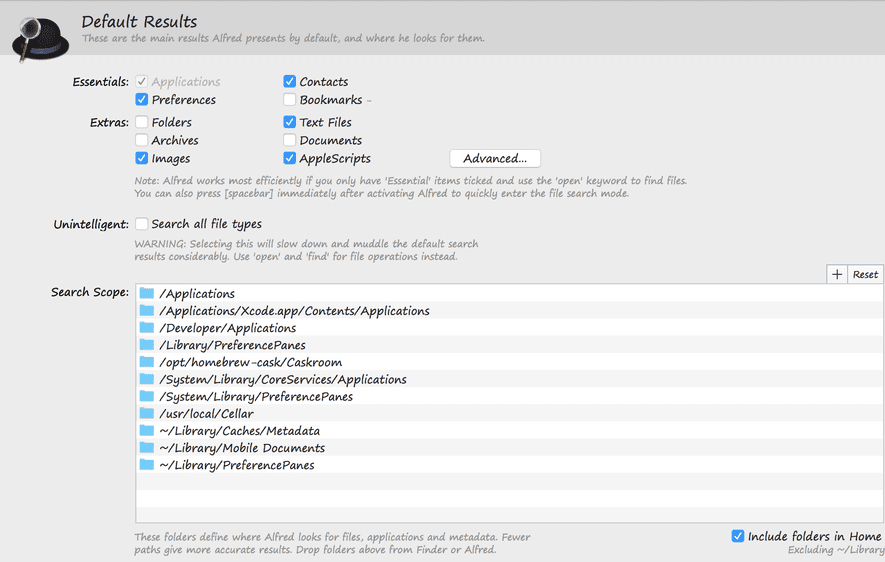 Default Results
These are the main results Alfred presents by default, and where he looks for them.
Essentials: Applications Contacts
Preferences Bookmarks -
Extras: Folders Text Files
Archives Documents
Images AppleScripts Advanced...
Note: Alfred works most efficiently if you only have 'Essential' items ticked and use the 'open' keyword to find files.
You can also press [spacebar] immediately after activating Alfred to quickly enter the file search mode.
Unintelligent: Search all file types
WARNING: Selecting this will slow down and muddle the default search
results considerably. Use 'open' and 'find' for file operations instead.
+ Reset
Search Scope: /Applications
/Applications/Xcode.app/Contents/Applications
/Developer/Applications
/Library/PreferencePanes
/opt/homebrew-cask/Caskroom
/System/Library/CoreServices/Applications
/System/Library/PreferencePanes
/usr/local/Cellar
~/Library/Caches/Metadata
~/Library/Mobile Documents
~/Library/PreferencePanes
These folders define where Alfred looks for files, applications and metadata. Fewer
paths give more accurate results. Drop folders above from Finder or Alfred.
Include folders in Home
Excluding ~/Library